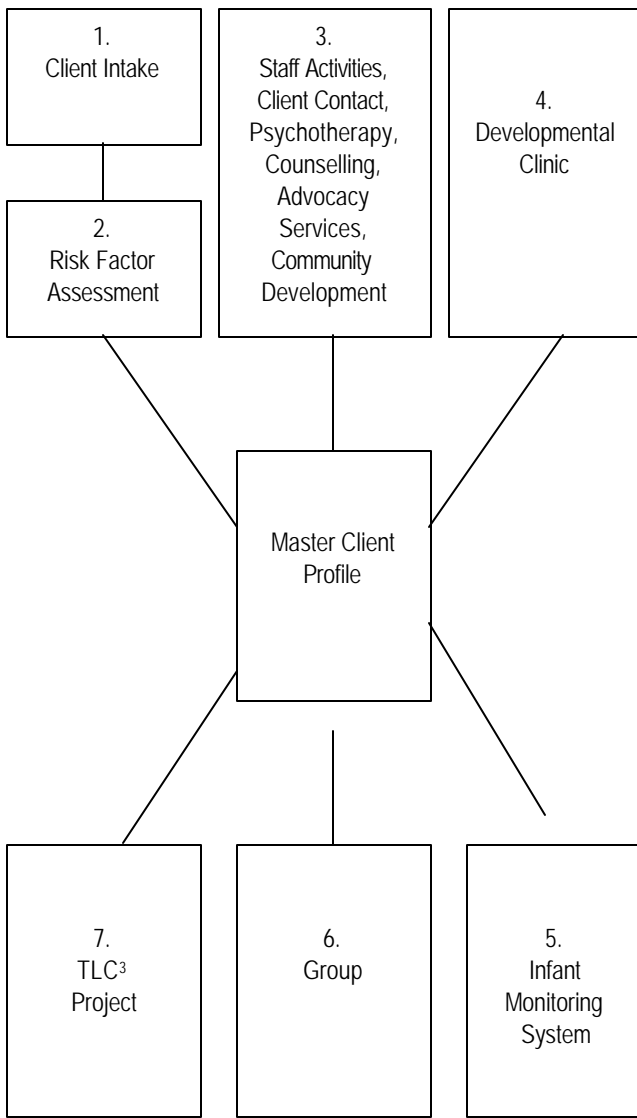 1.
Client Intake
2.
Risk Factor
Assessment
3.
Staff Activities,
Client Contact,
Psychotherapy,
Counselling,
Advocacy
Services,
Community
Development
4.
Developmental
Clinic
Master Client
Profile
7.
TLC³
Project
6.
Group
5.
Infant
Monitoring
System